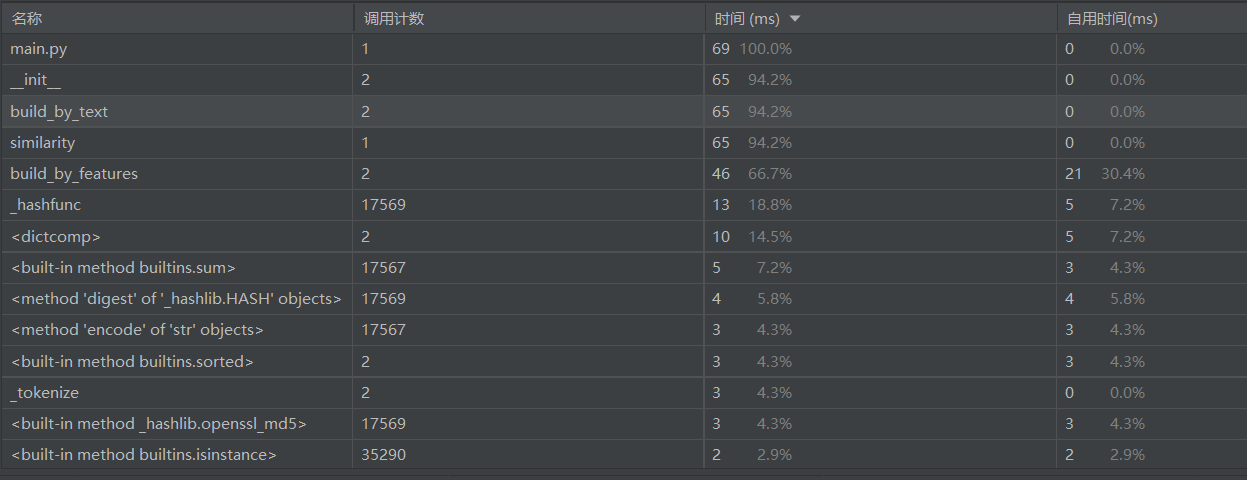 名称 调用计数 时间 (ms) 自用时间(ms)
main.py 1 69 100.0% 0 0.0%
__init__ 2 65 94.2% 0 0.0%
build_by_text 2 65 94.2% 0 0.0%
similarity 1 65 94.2% 0 0.0%
build_by_features 2 46 66.7% 21 30.4%
_hashfunc 17569 13 18.8% 5 7.2%
<dictcomp> 2 10 14.5% 5 7.2%
<built-in method builtins.sum> 17567 5 7.2% 3 4.3%
<method 'digest' of '_hashlib.HASH' objects> 17569 4 5.8% 4 5.8%
<method 'encode' of 'str' objects> 17567 3 4.3% 3 4.3%
<built-in method builtins.sorted> 2 3 4.3% 3 4.3%
_tokenize 2 3 4.3% 0 0.0%
<built-in method _hashlib.openssl_md5> 17569 3 4.3% 3 4.3%
<built-in method builtins.isinstance> 35290 2 2.9% 2 2.9%